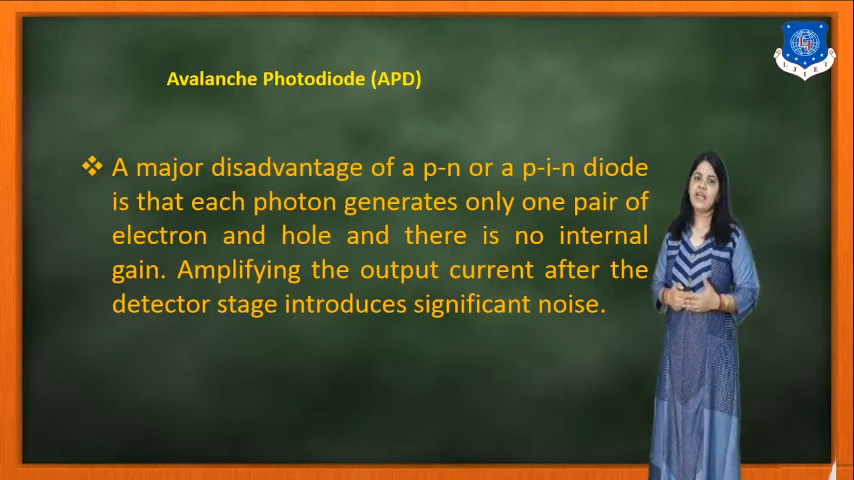 Avalanche Photodiode (APD)
❖ A major disadvantage of a p-n or a p-i-n diode
is that each photon generates only one pair of
electron and hole and there is no internal
gain. Amplifying the output current after the
detector stage introduces significant noise.
L J I E T